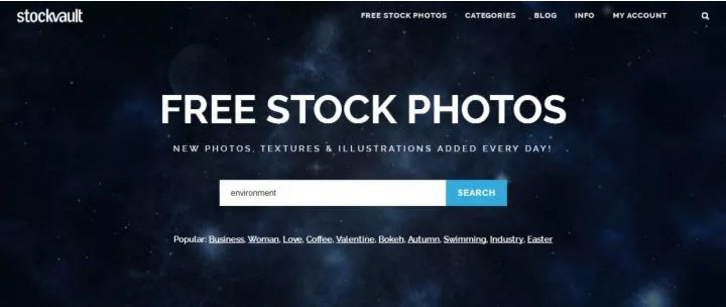 stockvault
FREE STOCK PHOTOS CATEGORIES BLOG INFO MY ACCOUNT
FREE STOCK PHOTOS
NEW PHOTOS, TEXTURES & ILLUSTRATIONS ADDED EVERY DAY!
environment SEARCH
Popular: Business, Woman, Love, Coffee, Valentine, Bokeh, Autumn, Swimming, Industry, Easter